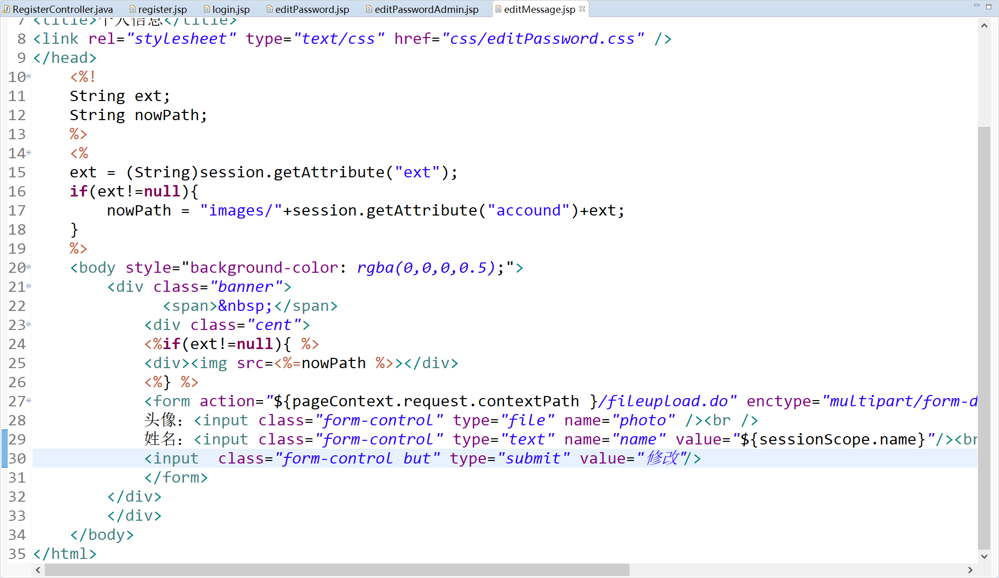 RegisterController.java register.jsp login.jsp editPassword.jsp editPasswordAdmin.jsp editMessage.jsp
7 <title>个人信息</title>
8 <link rel="stylesheet" type="text/css" href="css/editPassword.css" />
9 </head>
10 <%!
11 String ext;
12 String nowPath;
13 %>
14 <%
15 ext = (String)session.getAttribute("ext");
16 if(ext!=null){
17 nowPath = "images/"+session.getAttribute("accound")+ext;
18 }
19 %>
20 <body style="background-color: rgba(0,0,0,0.5);">
21 <div class="banner">
22 <span>&nbsp;</span>
23 <div class="cent">
24 <%if(ext!=null){ %>
25 <div><img src=<%=nowPath %>></div>
26 <%} %>
27 <form action="${pageContext.request.contextPath }/fileupload.do" enctype="multipart/form-d
28 头像：<input class="form-control" type="file" name="photo" /><br />
29 姓名：<input class="form-control" type="text" name="name" value="${sessionScope.name}"/><br
30 <input  class="form-control but" type="submit" value="修改"/>
31 </form>
32 </div>
33 </div>
34 </body>
35 </html>